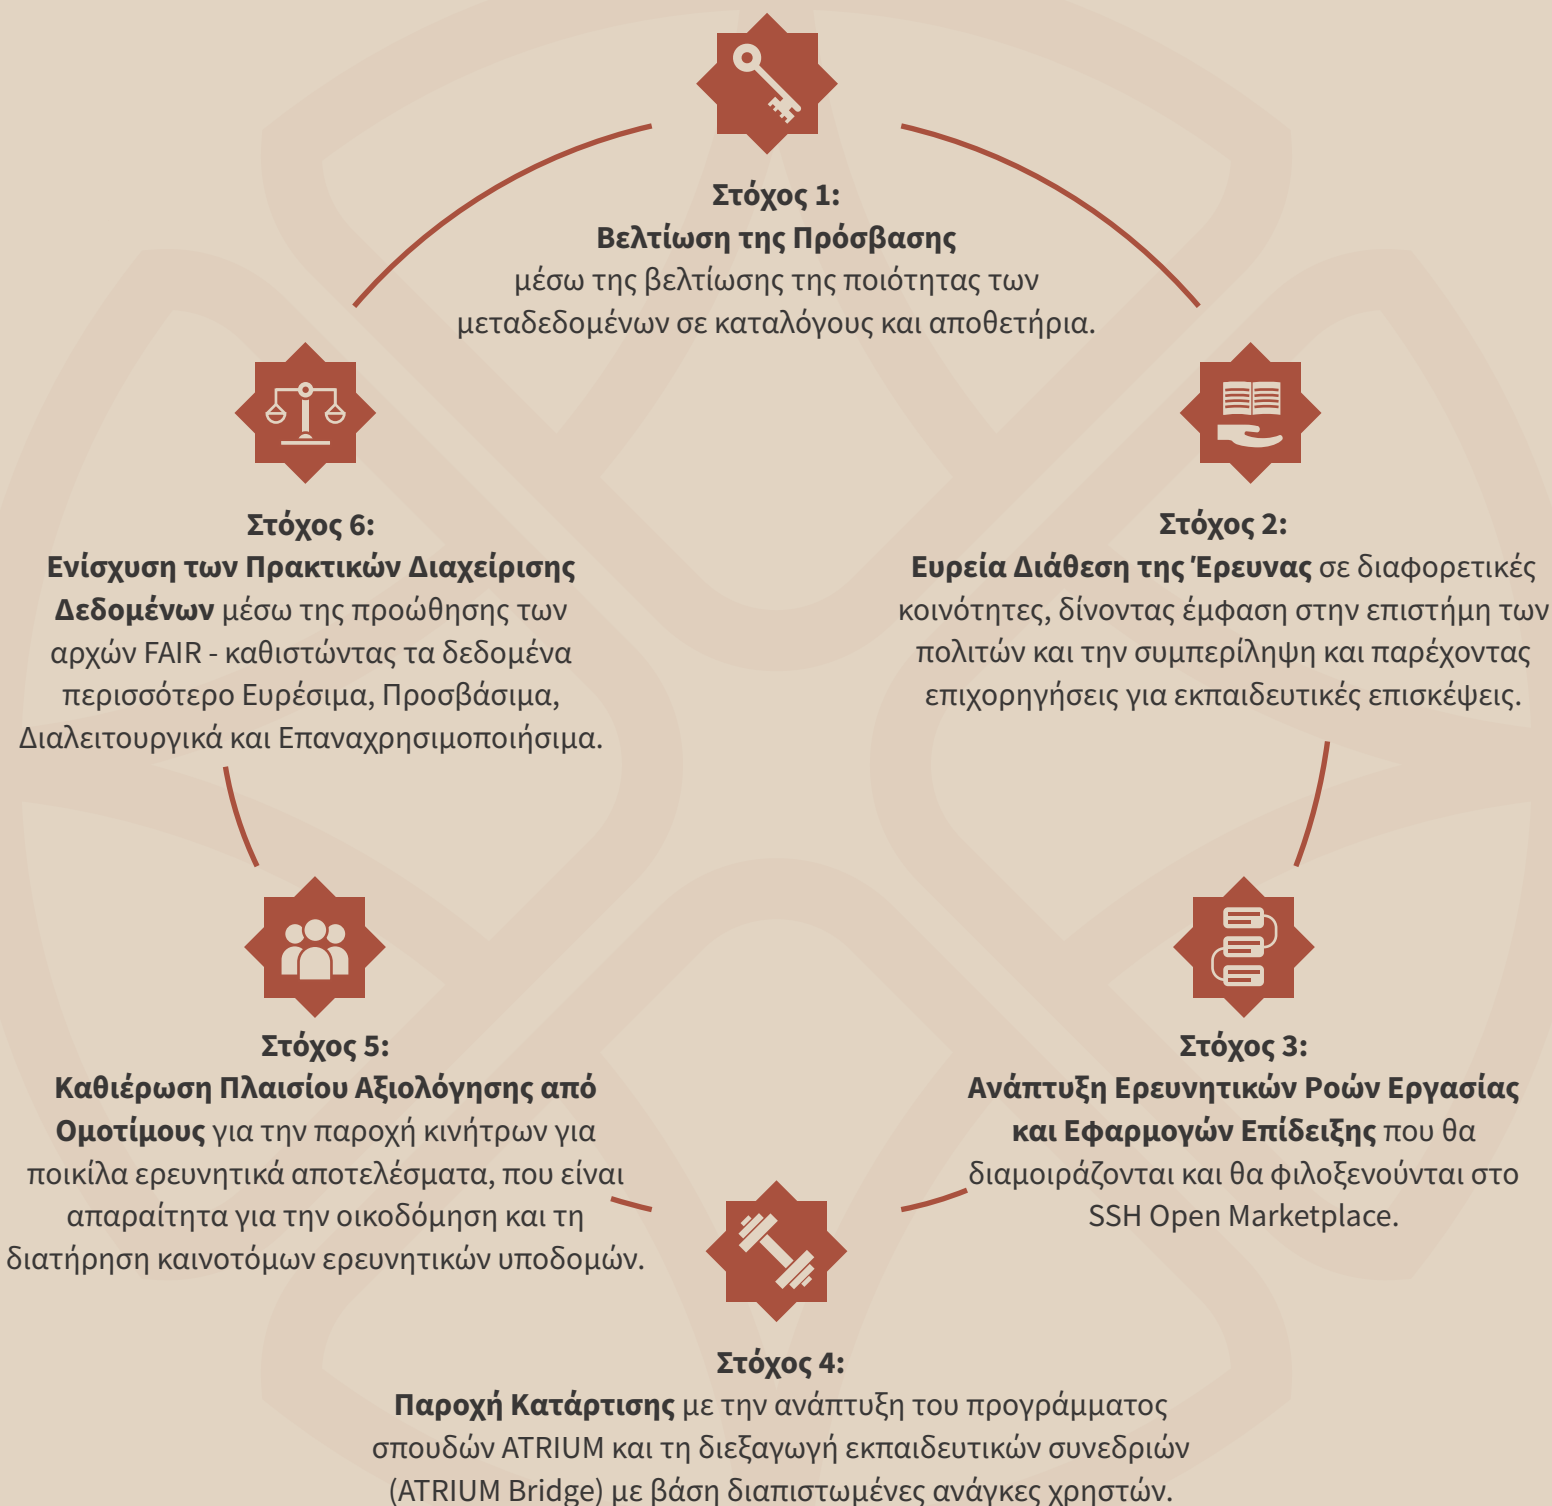 Στόχος 1:
Βελτίωση της Πρόσβασης
μέσω της βελτίωσης της ποιότητας των
μεταδεδομένων σε καταλόγους και αποθετήρια.
Στόχος 2:
Ευρεία Διάθεση της Έρευνας σε διαφορετικές
κοινότητες, δίνοντας έμφαση στην επιστήμη των
πολιτών και την συμπερίληψη και παρέχοντας
επιχορηγήσεις για εκπαιδευτικές επισκέψεις.
Στόχος 3:
Ανάπτυξη Ερευνητικών Ροών Εργασίας
και Εφαρμογών Επίδειξης που θα
διαμοιράζονται και θα φιλοξενούνται στο
SSH Open Marketplace.
Στόχος 4:
Παροχή Κατάρτισης με την ανάπτυξη του προγράμματος
σπουδών ATRIUM και τη διεξαγωγή εκπαιδευτικών συνεδριών
(ATRIUM Bridge) με βάση διαπιστωμένες ανάγκες χρηστών.
Στόχος 5:
Καθιέρωση Πλαισίου Αξιολόγησης από
Ομοτίμους για την παροχή κινήτρων για
ποικίλα ερευνητικά αποτελέσματα, που είναι
απαραίτητα για την οικοδόμηση και τη
διατήρηση καινοτόμων ερευνητικών υποδομών.
Στόχος 6:
Ενίσχυση των Πρακτικών Διαχείρισης
Δεδομένων μέσω της προώθησης των
αρχών FAIR - καθιστώντας τα δεδομένα
περισσότερο Ευρέσιμα, Προσβάσιμα,
Διαλειτουργικά και Επαναχρησιμοποιήσιμα.